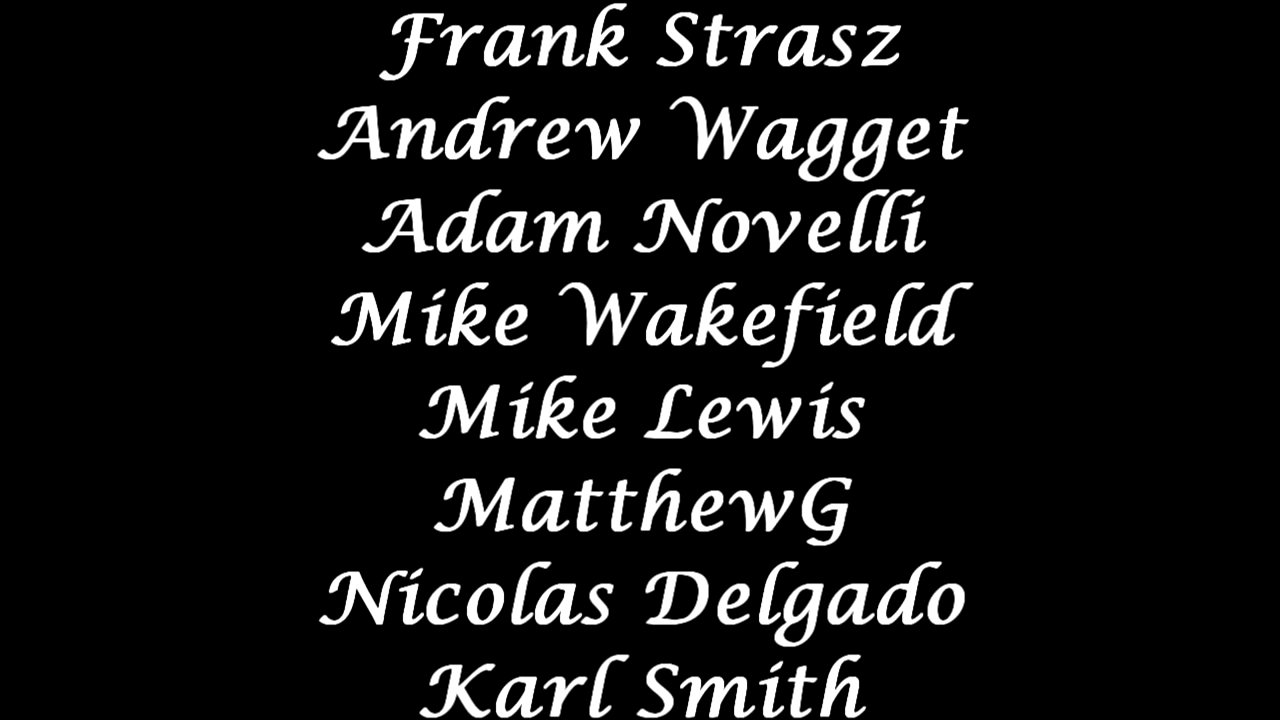 Frank Strasz
Andrew Wagget
Adam Novelli
Mike Wakefield
Mike Lewis
MatthewG
Nicolas Delgado
Karl Smith